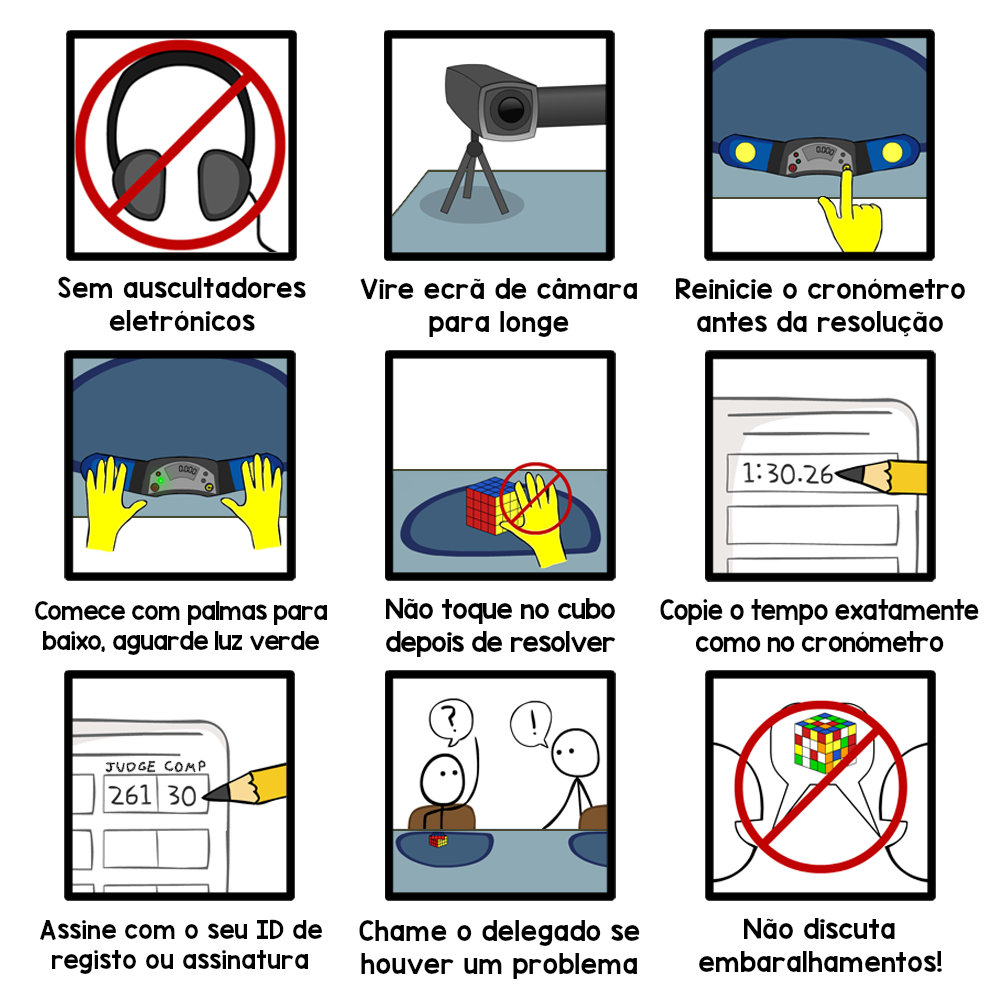 0.000
Sem auscultadores
eletrónicos
Vire ecrã de câmara
para longe
Reinicie o cronómetro
antes da resolução
0.000
1:30.26
Comece com palmas para
baixo, aguarde luz verde
Não toque no cubo
depois de resolver
Copie o tempo exatamente
como no cronómetro
JUDGE COMP
261 30
?
!
Assine com o seu ID de
registo ou assinatura
Chame o delegado se
houver um problema
Não discuta
embaralhamentos!